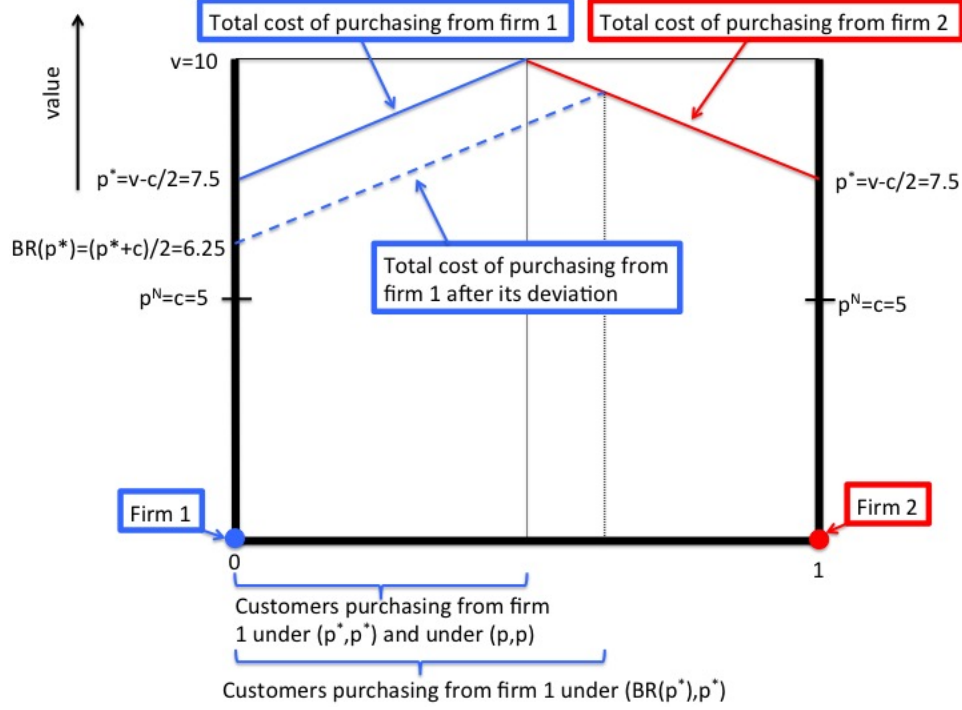 Total cost of purchasing from firm 1
Total cost of purchasing from firm 2
value
v=10
p*=v-c/2=7.5
p*=v-c/2=7.5
BR(p*)=(p*+c)/2=6.25
Total cost of purchasing from
firm 1 after its deviation
pᴺ=c=5
pᴺ=c=5
Firm 1
Firm 2
0
1
Customers purchasing from firm
1 under (p*,p*) and under (p,p)
Customers purchasing from firm 1 under (BR(p*),p*)